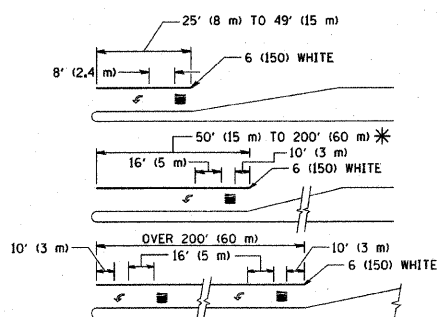 25' (8 m) TO 49' (15 m)
6 (150) WHITE
8' (2.4 m)
50' (15 m) TO 200' (60 m) *
16' (5 m)
10' (3 m)
6 (150) WHITE
OVER 200' (60 m)
10' (3 m)
16' (5 m)
10' (3 m)
6 (150) WHITE